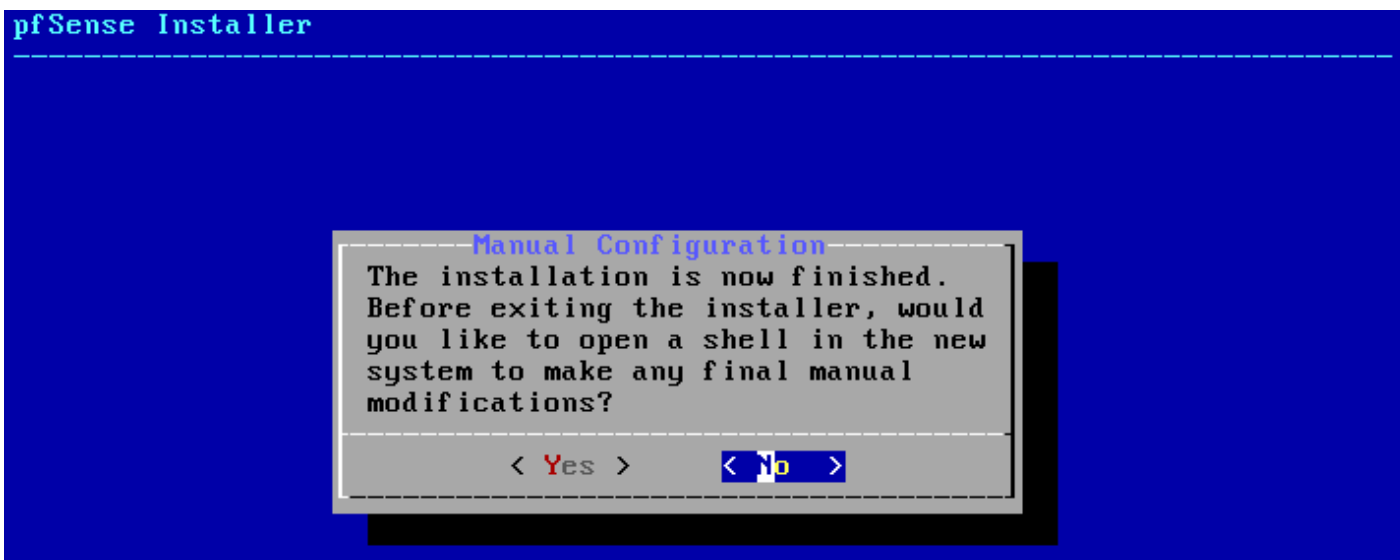 pfSense Installer
Manual Configuration
The installation is now finished.
Before exiting the installer, would
you like to open a shell in the new
system to make any final manual
modifications?
< Yes > < No >